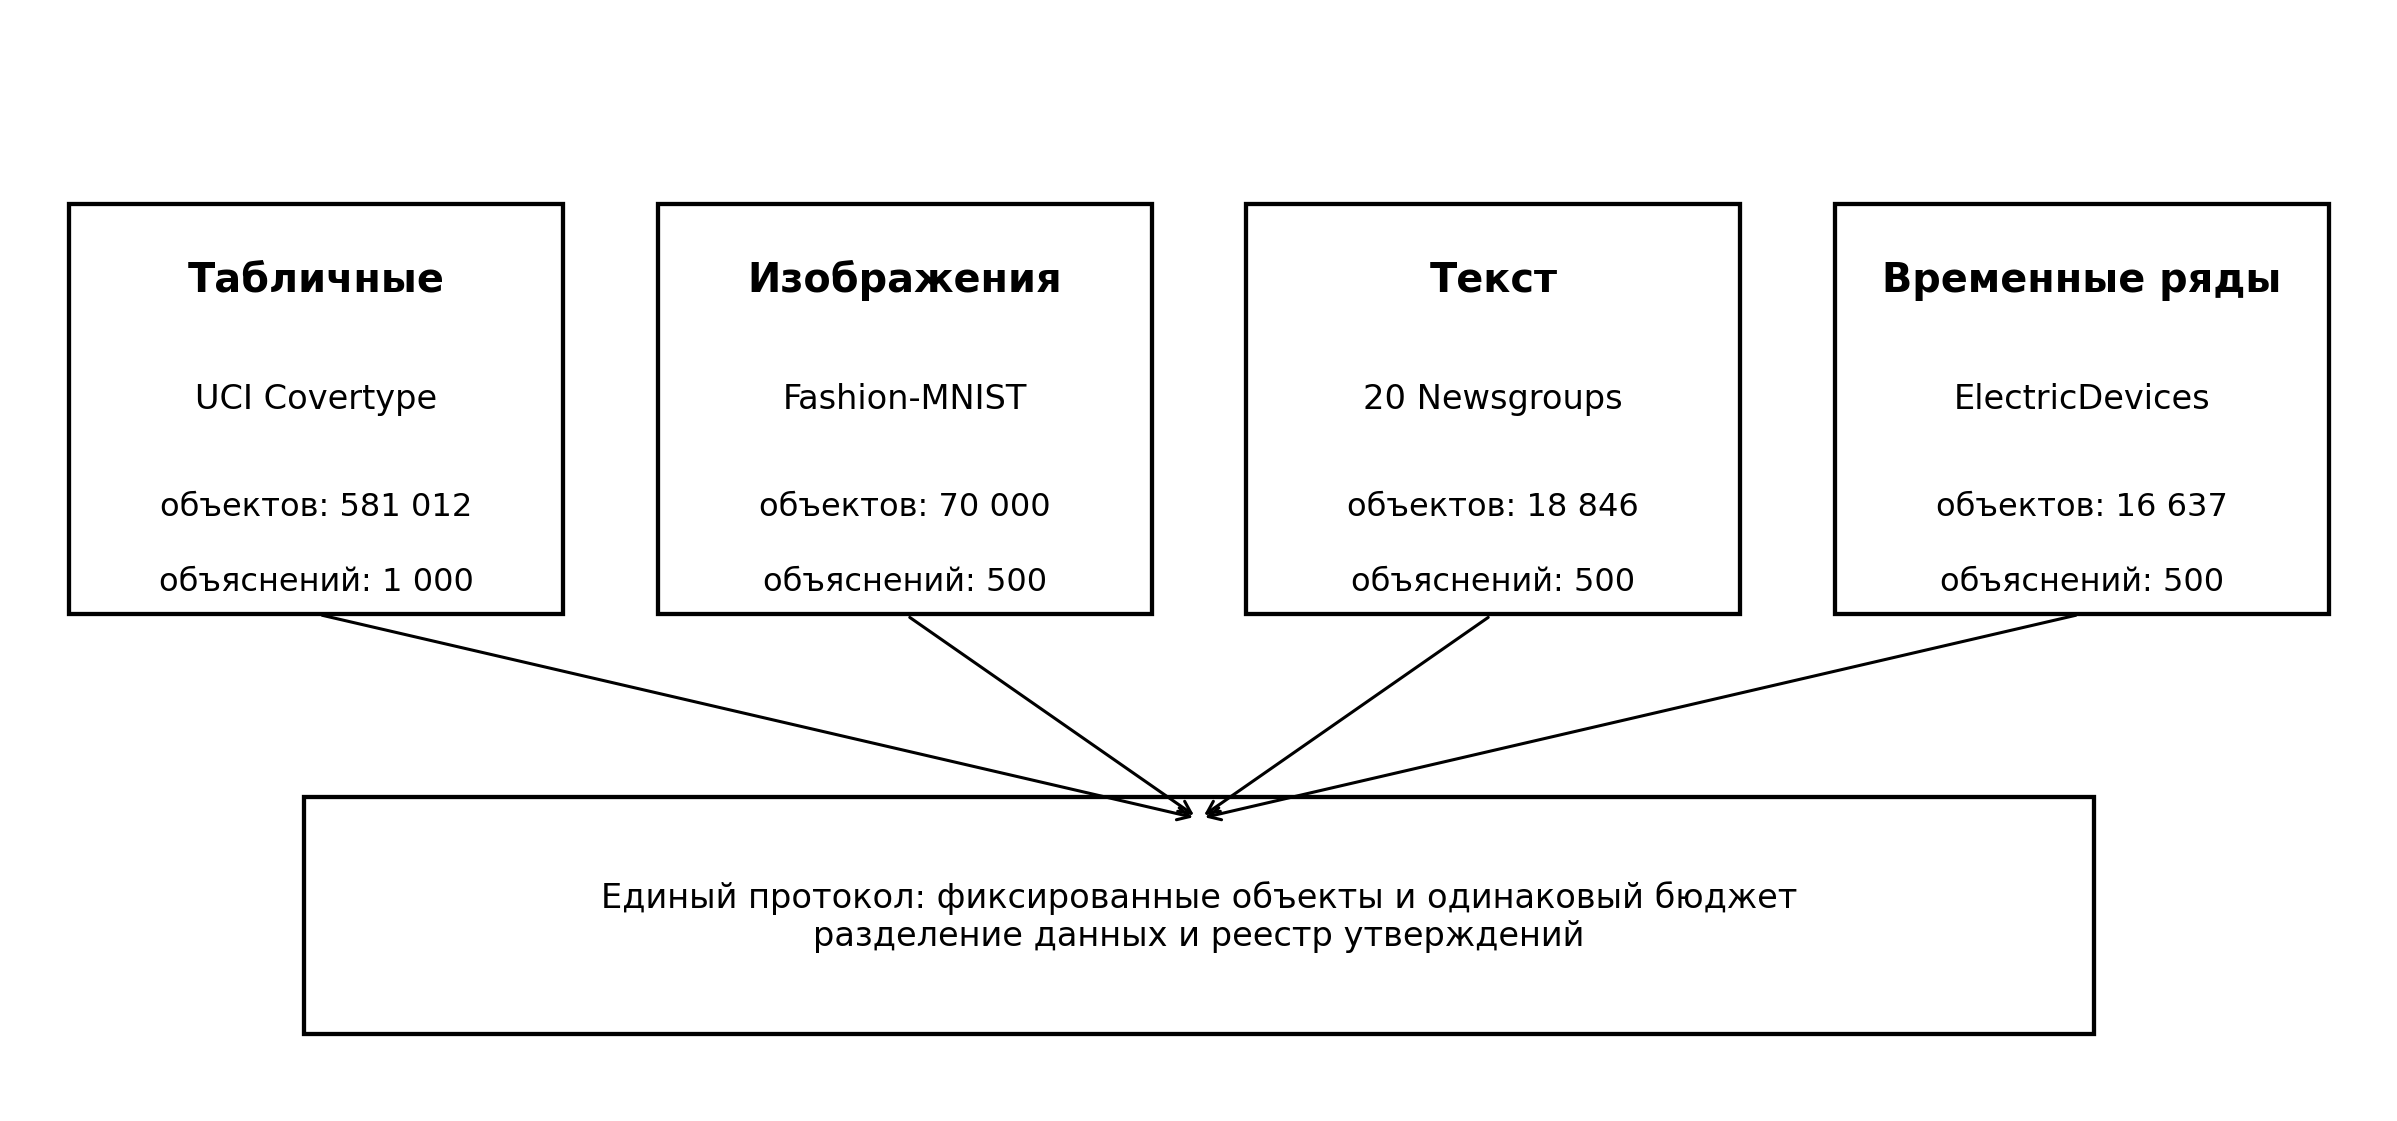 Табличные
UCI Covertype
объектов: 581 012
объяснений: 1 000
Изображения
Fashion-MNIST
объектов: 70 000
объяснений: 500
Текст
20 Newsgroups
объектов: 18 846
объяснений: 500
Временные ряды
ElectricDevices
объектов: 16 637
объяснений: 500
Единый протокол: фиксированные объекты и одинаковый бюджет
разделение данных и реестр утверждений